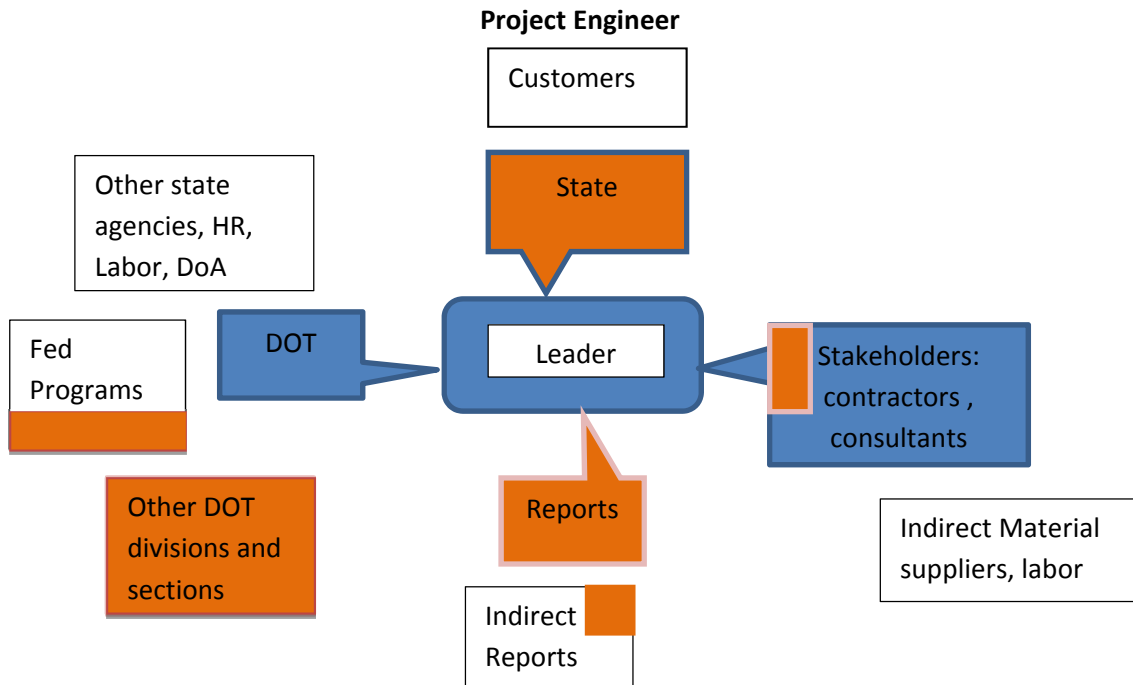 Project Engineer
Customers
State
Other state
agencies, HR,
Labor, DoA
Fed
Programs
DOT
Leader
Stakeholders:
contractors ,
consultants
Other DOT
divisions and
sections
Reports
Indirect
Reports
Indirect Material
suppliers, labor